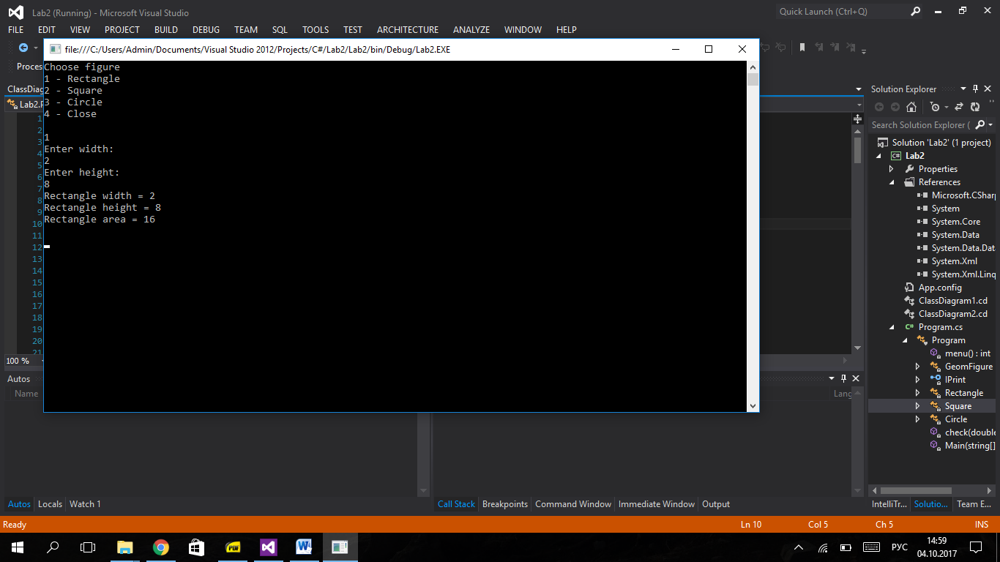 Lab2 (Running) - Microsoft Visual Studio
Quick Launch (Ctrl+Q)
FILE EDIT VIEW PROJECT BUILD DEBUG TEAM SQL TOOLS TEST ARCHITECTURE ANALYZE WINDOW HELP
file:///C:/Users/Admin/Documents/Visual Studio 2012/Projects/C#/Lab2/Lab2/bin/Debug/Lab2.EXE
Choose figure
1 - Rectangle
2 - Square
3 - Circle
4 - Close
1
Enter width:
2
Enter height:
8
Rectangle width = 2
Rectangle height = 8
Rectangle area = 16
Proces
ClassDiag
Lab2.P
1
2
3
4
5
6
7
8
9
10
11
12
13
14
15
16
17
18
19
20
21
100 %
Solution Explorer
Search Solution Explorer (
Solution 'Lab2' (1 project)
C# Lab2
Properties
References
Microsoft.CSharp
System
System.Core
System.Data
System.Data.Dat
System.Xml
System.Xml.Linq
App.config
ClassDiagram1.cd
ClassDiagram2.cd
C# Program.cs
Program
menu() : int
GeomFigure
IPrint
Rectangle
Square
Circle
check(double
Main(string[]
Autos
Name
Lang
Autos Locals Watch 1
Call Stack Breakpoints Command Window Immediate Window Output
IntelliTr... Solutio... Team E...
Ready
Ln 10 Col 5 Ch 5 INS
PDF
РУС
14:59
04.10.2017